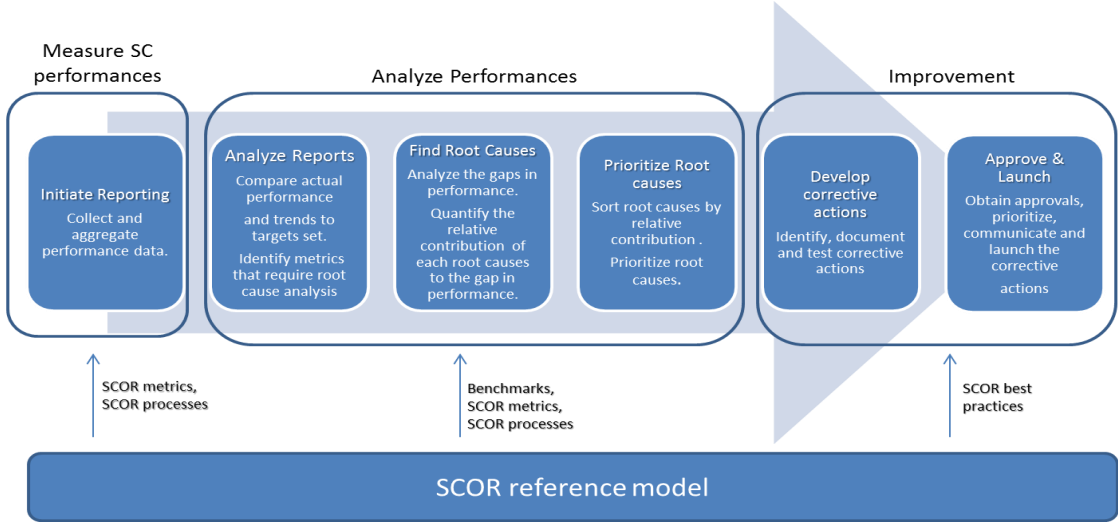 Measure SC
performances
Analyze Performances
Improvement
Initiate Reporting
Collect and
aggregate
performance data.
Analyze Reports
Compare actual
performance
and trends to
targets set.
Identify metrics
that require root
cause analysis
Find Root Causes
Analyze the gaps in
performance.
Quantify the
relative
contribution of
each root causes
to the gap in
performance.
Prioritize Root
causes
Sort root causes by
relative
contribution .
Prioritize root
causes.
Develop
corrective
actions
Identify, document
and test corrective
actions
Approve &
Launch
Obtain approvals,
prioritize,
communicate and
launch the
corrective
actions
SCOR metrics,
SCOR processes
Benchmarks,
SCOR metrics,
SCOR processes
SCOR best
practices
SCOR reference model